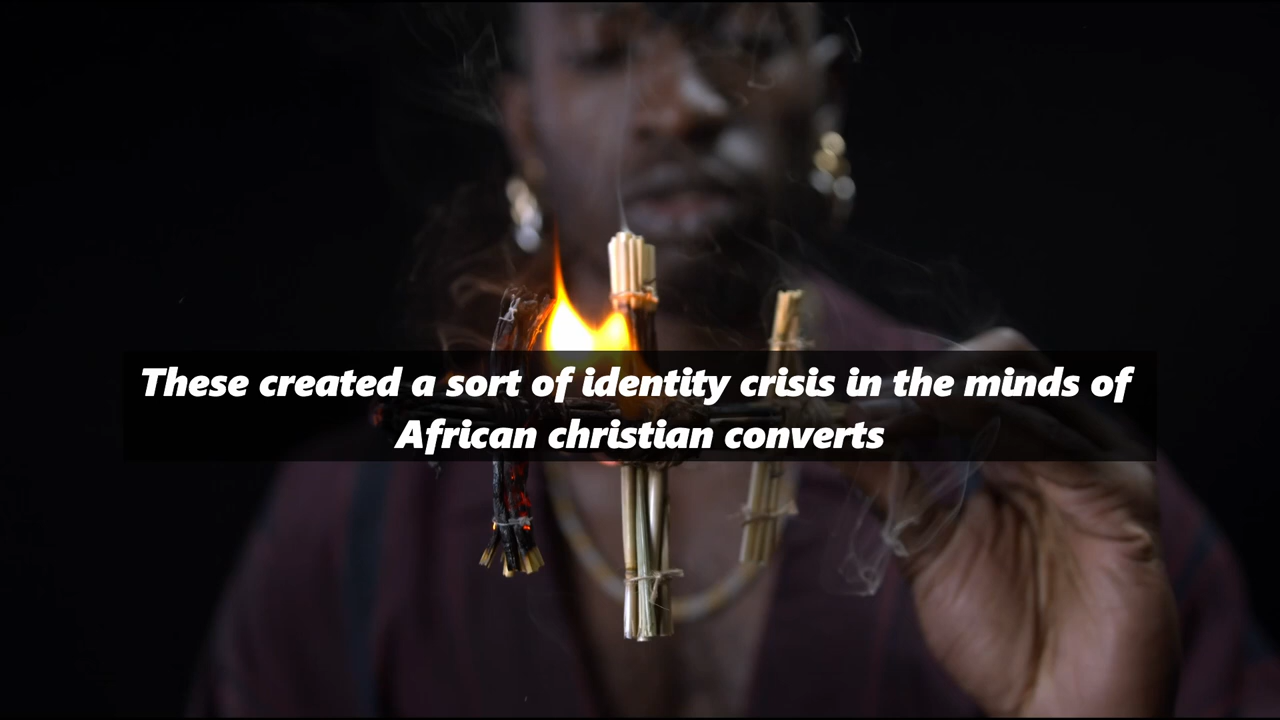 These created a sort of identity crisis in the minds of
African christian converts